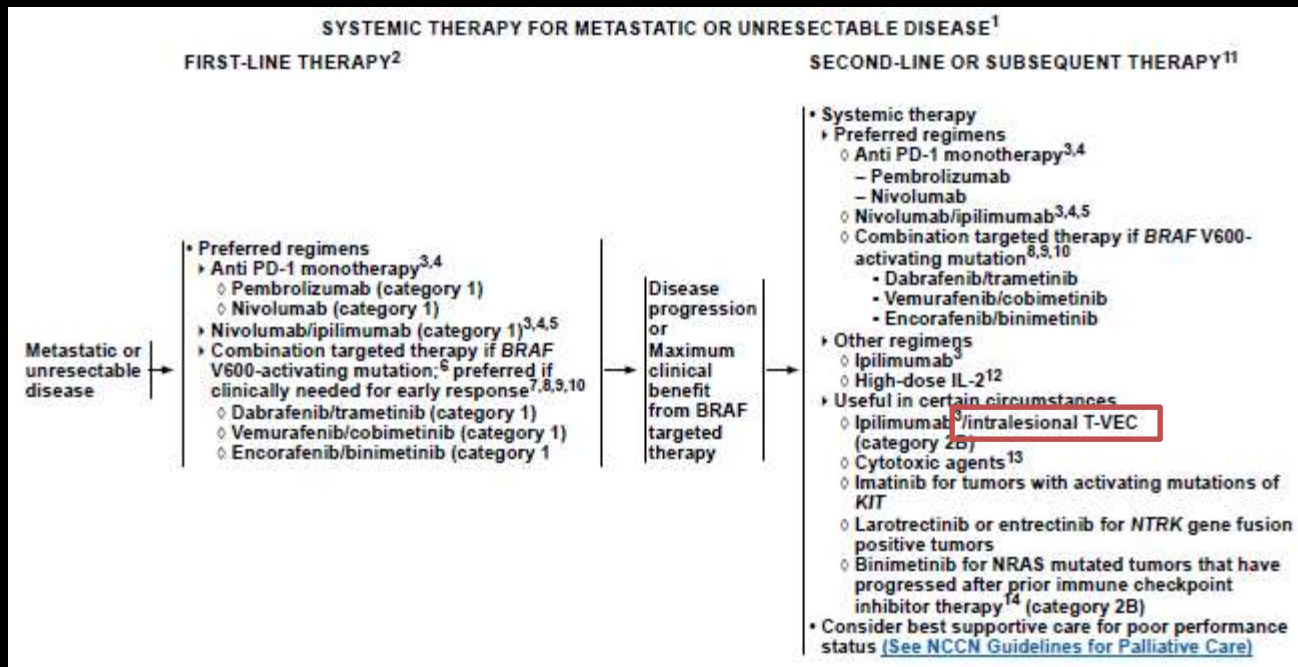 SYSTEMIC THERAPY FOR METASTATIC OR UNRESECTABLE DISEASE1
FIRST-LINE THERAPY2
Metastatic or
unresectable
disease
• Preferred regimens
‣ Anti PD-1 monotherapy3,4
◊ Pembrolizumab (category 1)
◊ Nivolumab (category 1)
‣ Nivolumab/ipilimumab (category 1)3,4,5
‣ Combination targeted therapy if BRAF
V600-activating mutation;6 preferred if
clinically needed for early response7,8,9,10
◊ Dabrafenib/trametinib (category 1)
◊ Vemurafenib/cobimetinib (category 1)
◊ Encorafenib/binimetinib (category 1
Disease
progression
or
Maximum
clinical
benefit
from BRAF
targeted
therapy
SECOND-LINE OR SUBSEQUENT THERAPY11
• Systemic therapy
‣ Preferred regimens
◊ Anti PD-1 monotherapy3,4
– Pembrolizumab
– Nivolumab
◊ Nivolumab/ipilimumab3,4,5
◊ Combination targeted therapy if BRAF V600-
activating mutation8,9,10
▪ Dabrafenib/trametinib
▪ Vemurafenib/cobimetinib
▪ Encorafenib/binimetinib
‣ Other regimens
◊ Ipilimumab3
◊ High-dose IL-212
‣ Useful in certain circumstances
◊ Ipilimumab3/intralesional T-VEC
(category 2B)
◊ Cytotoxic agents13
◊ Imatinib for tumors with activating mutations of
KIT
◊ Larotrectinib or entrectinib for NTRK gene fusion
positive tumors
◊ Binimetinib for NRAS mutated tumors that have
progressed after prior immune checkpoint
inhibitor therapy14 (category 2B)
• Consider best supportive care for poor performance
status (See NCCN Guidelines for Palliative Care)